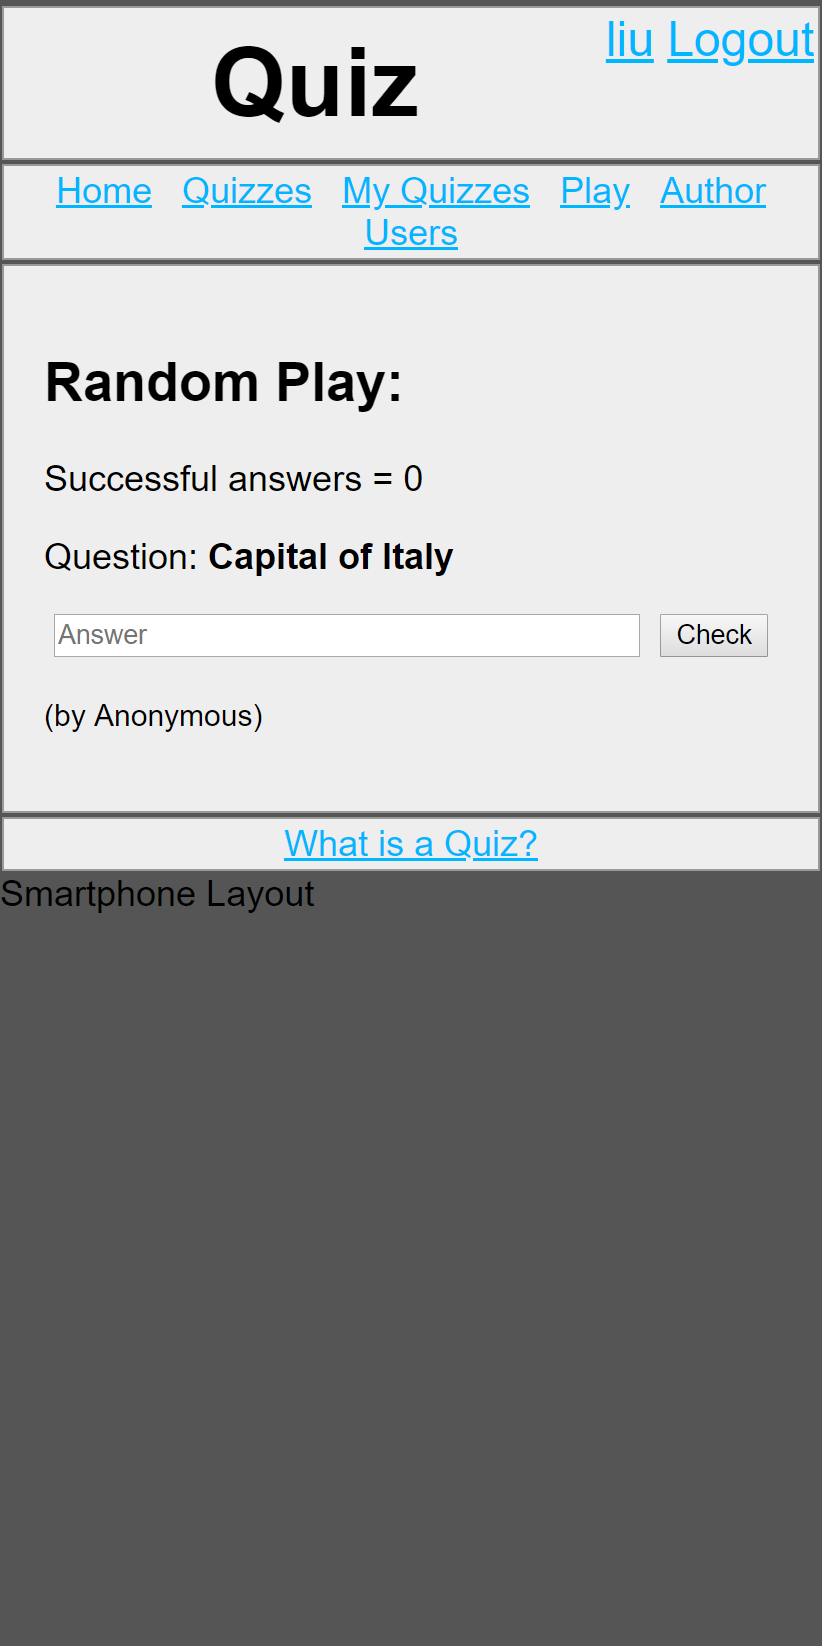 Quiz
liu Logout
Home Quizzes My Quizzes Play Author
Users
Random Play:
Successful answers = 0
Question: Capital of Italy
Answer Check
(by Anonymous)
What is a Quiz?
Smartphone Layout